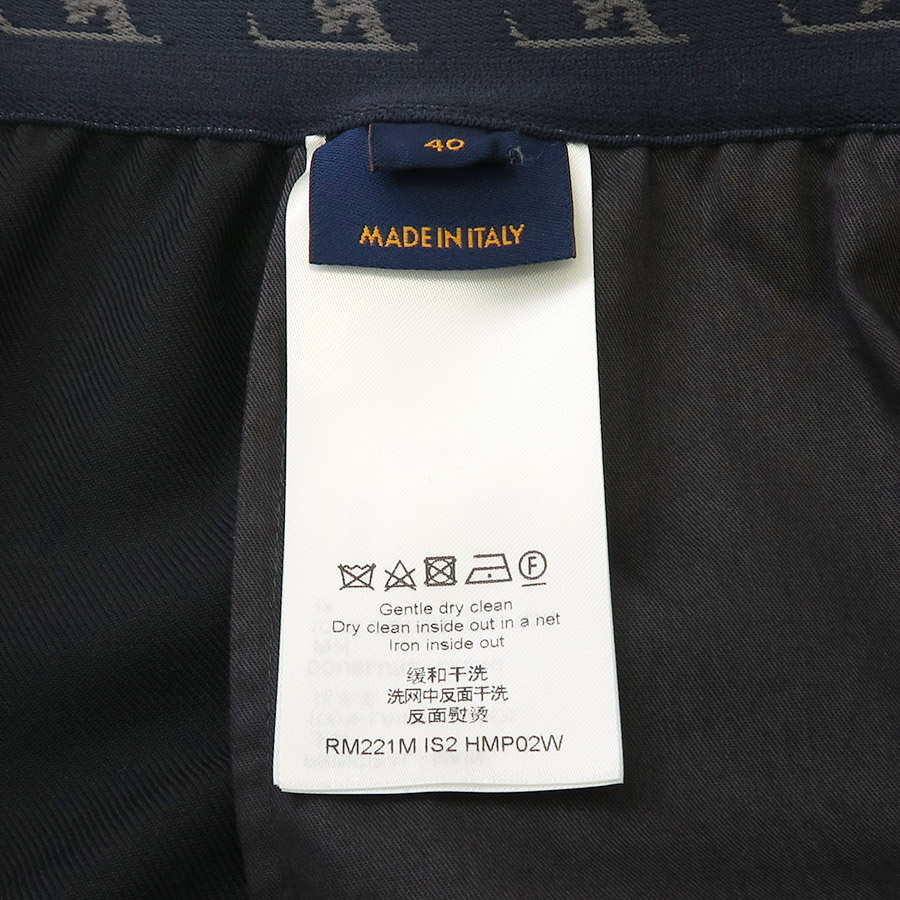 40
MADE IN ITALY
Gentle dry clean
Dry clean inside out in a net
Iron inside out
缓和干洗
洗网中反面干洗
反面熨烫
RM221M IS2 HMP02W